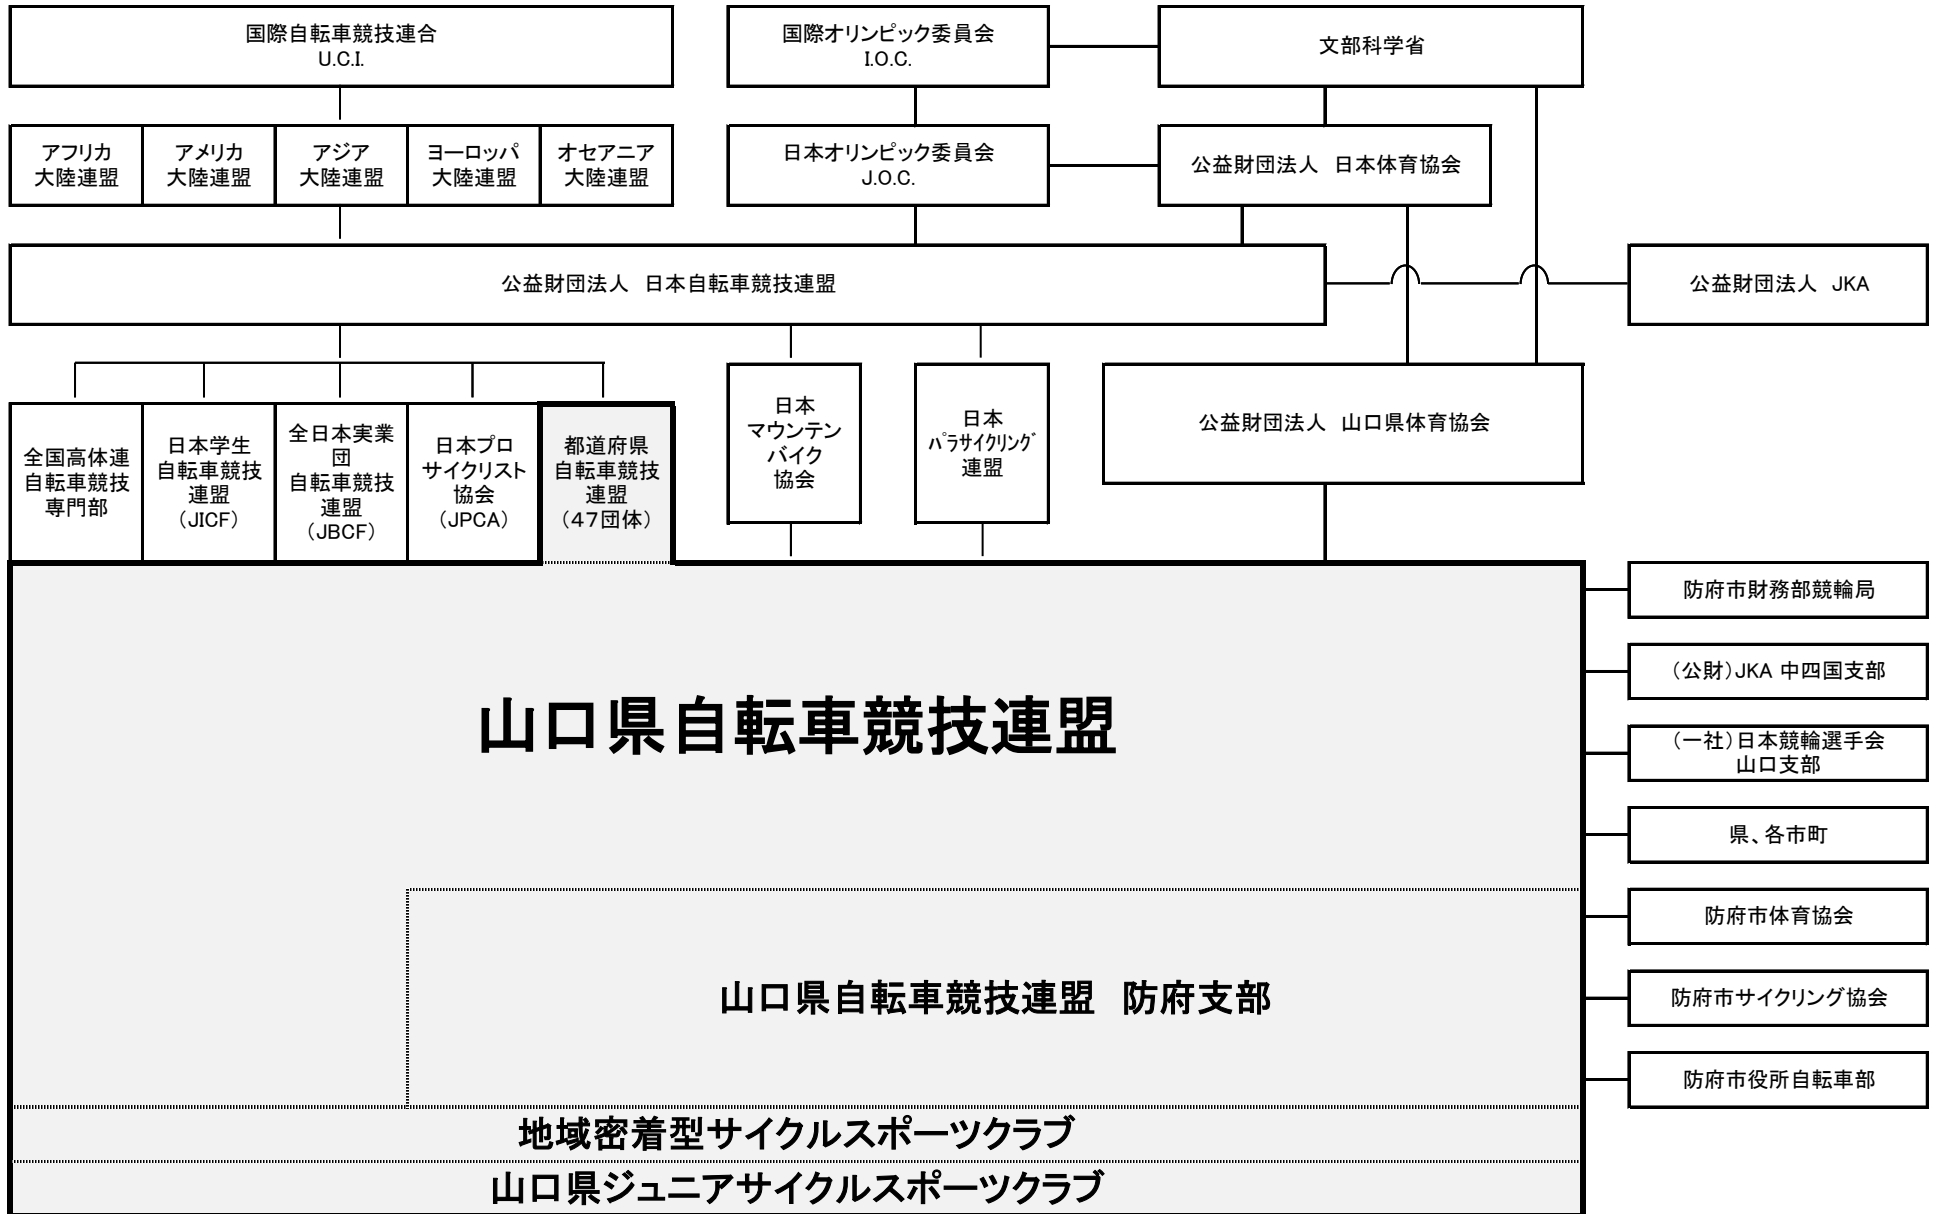 国際自転車競技連合
U.C.I.
国際オリンピック委員会
I.O.C.
文部科学省
アフリカ
大陸連盟
アメリカ
大陸連盟
アジア
大陸連盟
ヨーロッパ
大陸連盟
オセアニア
大陸連盟
日本オリンピック委員会
J.O.C.
公益財団法人　日本体育協会
公益財団法人　日本自転車競技連盟
公益財団法人　JKA
全国高体連
自転車競技
専門部
日本学生
自転車競技
連盟
（JICF）
全日本実業
団
自転車競技
連盟
（JBCF）
日本プロ
サイクリスト
協会
（JPCA）
都道府県
自転車競技
連盟
（４７団体）
日本
マウンテン
バイク
協会
日本
ﾊﾟﾗサイクリング
連盟
公益財団法人　山口県体育協会
山口県自転車競技連盟
山口県自転車競技連盟　防府支部
地域密着型サイクルスポーツクラブ
山口県ジュニアサイクルスポーツクラブ
防府市財務部競輪局
（公財）JKA 中四国支部
（一社）日本競輪選手会
山口支部
県、各市町
防府市体育協会
防府市サイクリング協会
防府市役所自転車部